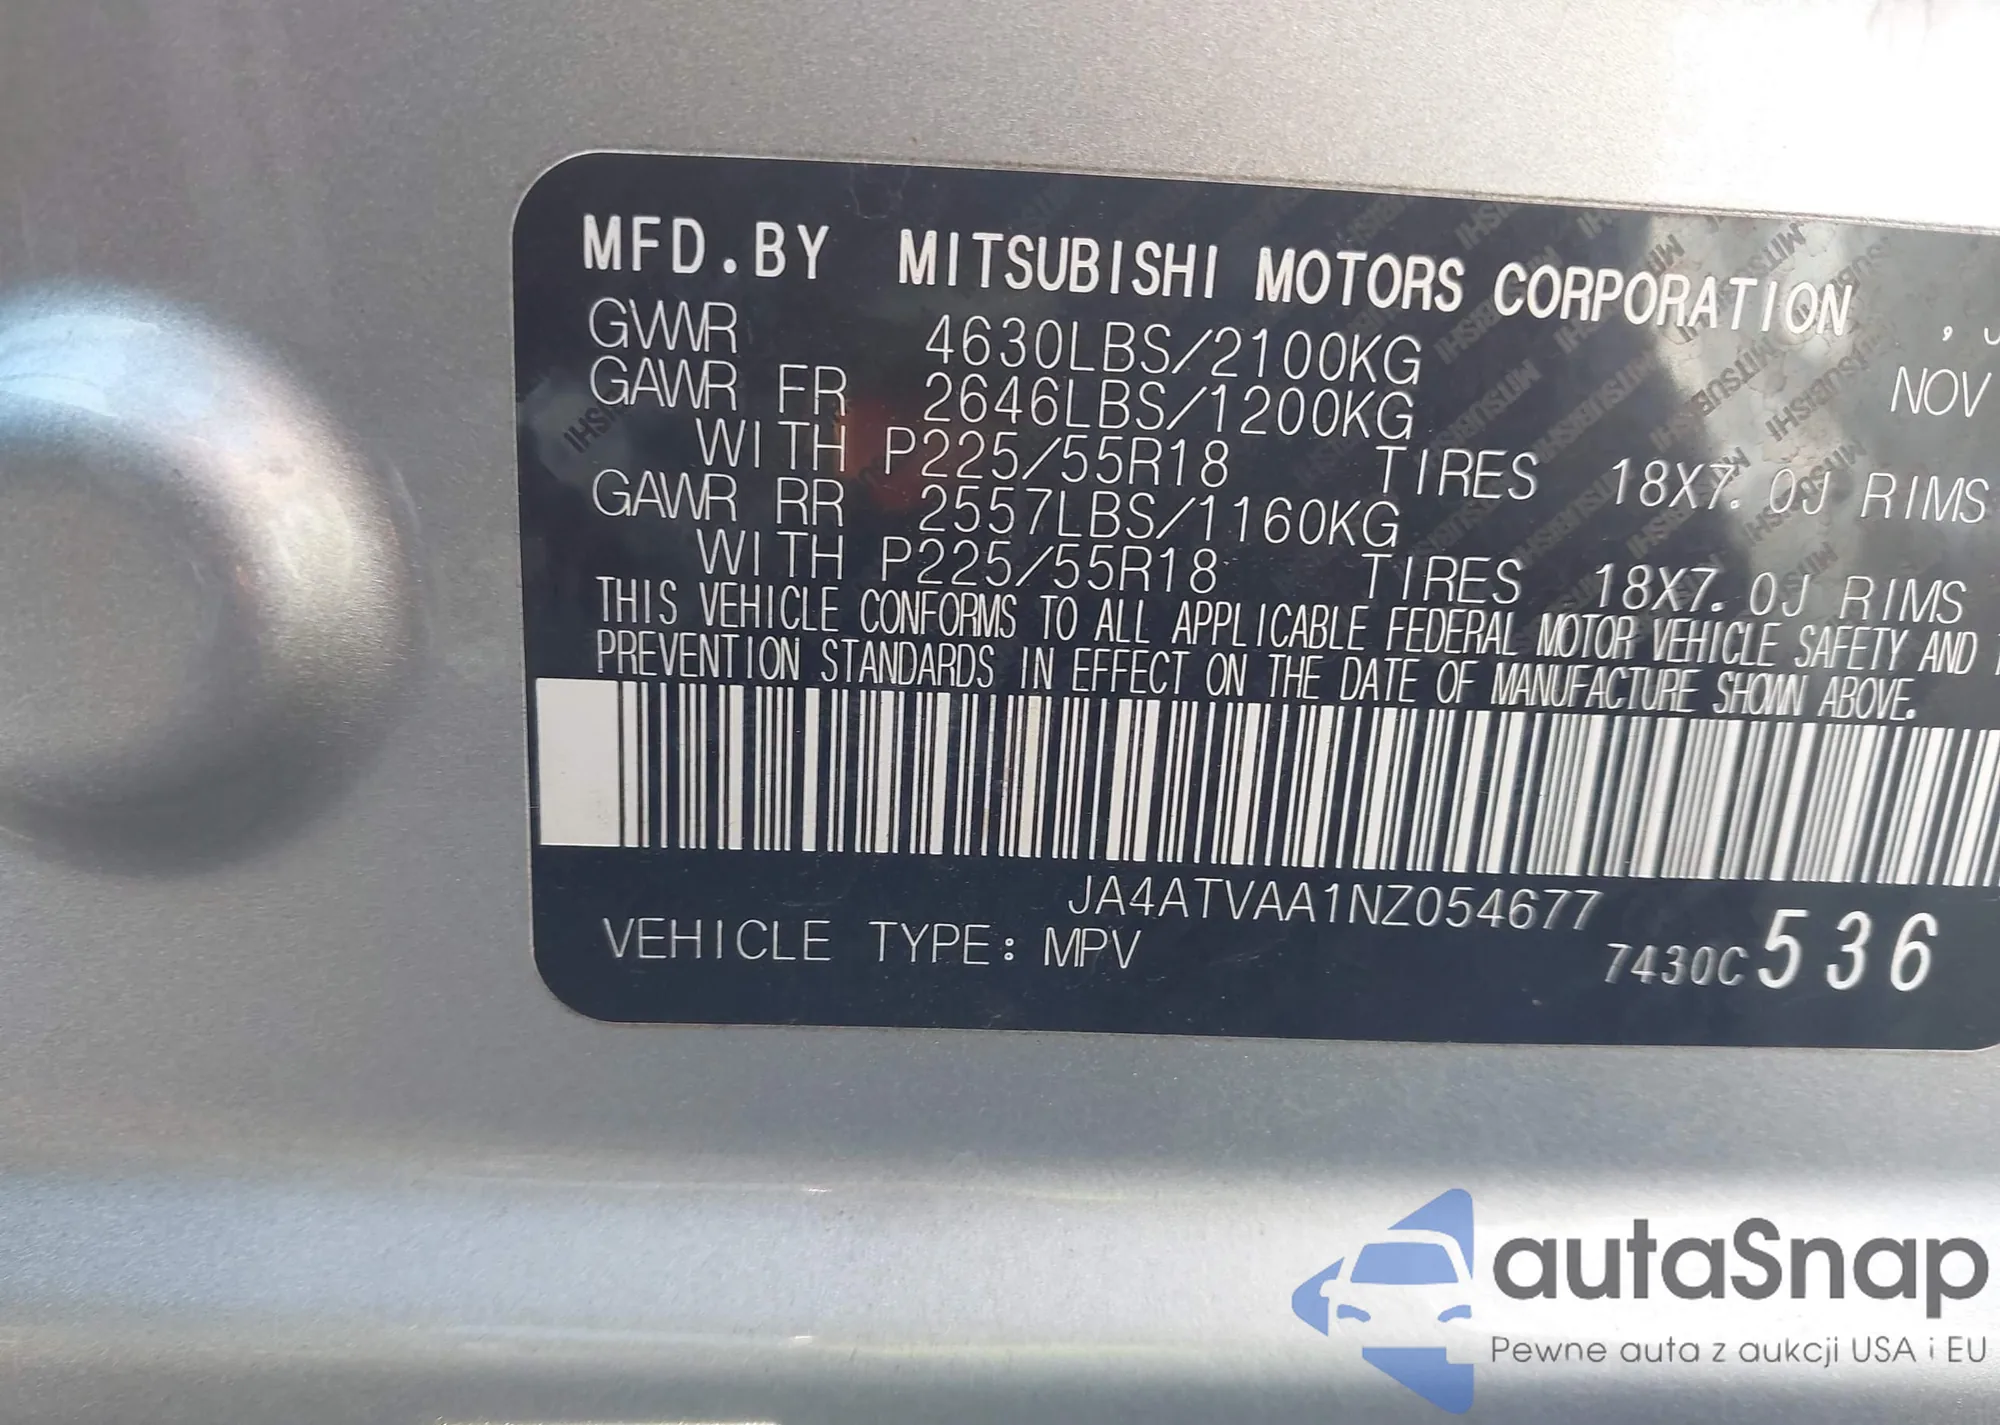 MFD.BY MITSUBISHI MOTORS CORPORATION ,
GVWR 4630LBS/2100KG NOV
GAWR FR 2646LBS/1200KG
WITH P225/55R18 TIRES 18X7.0J RIMS
GAWR RR 2557LBS/1160KG
WITH P225/55R18 TIRES 18X7.0J RIMS
THIS VEHICLE CONFORMS TO ALL APPLICABLE FEDERAL MOTOR VEHICLE SAFETY AND
PREVENTION STANDARDS IN EFFECT ON THE DATE OF MANUFACTURE SHOWN ABOVE.
JA4ATVAA1NZ054677
VEHICLE TYPE: MPV 7430C 536
autaSnap
Pewne auta z aukcji USA i EU